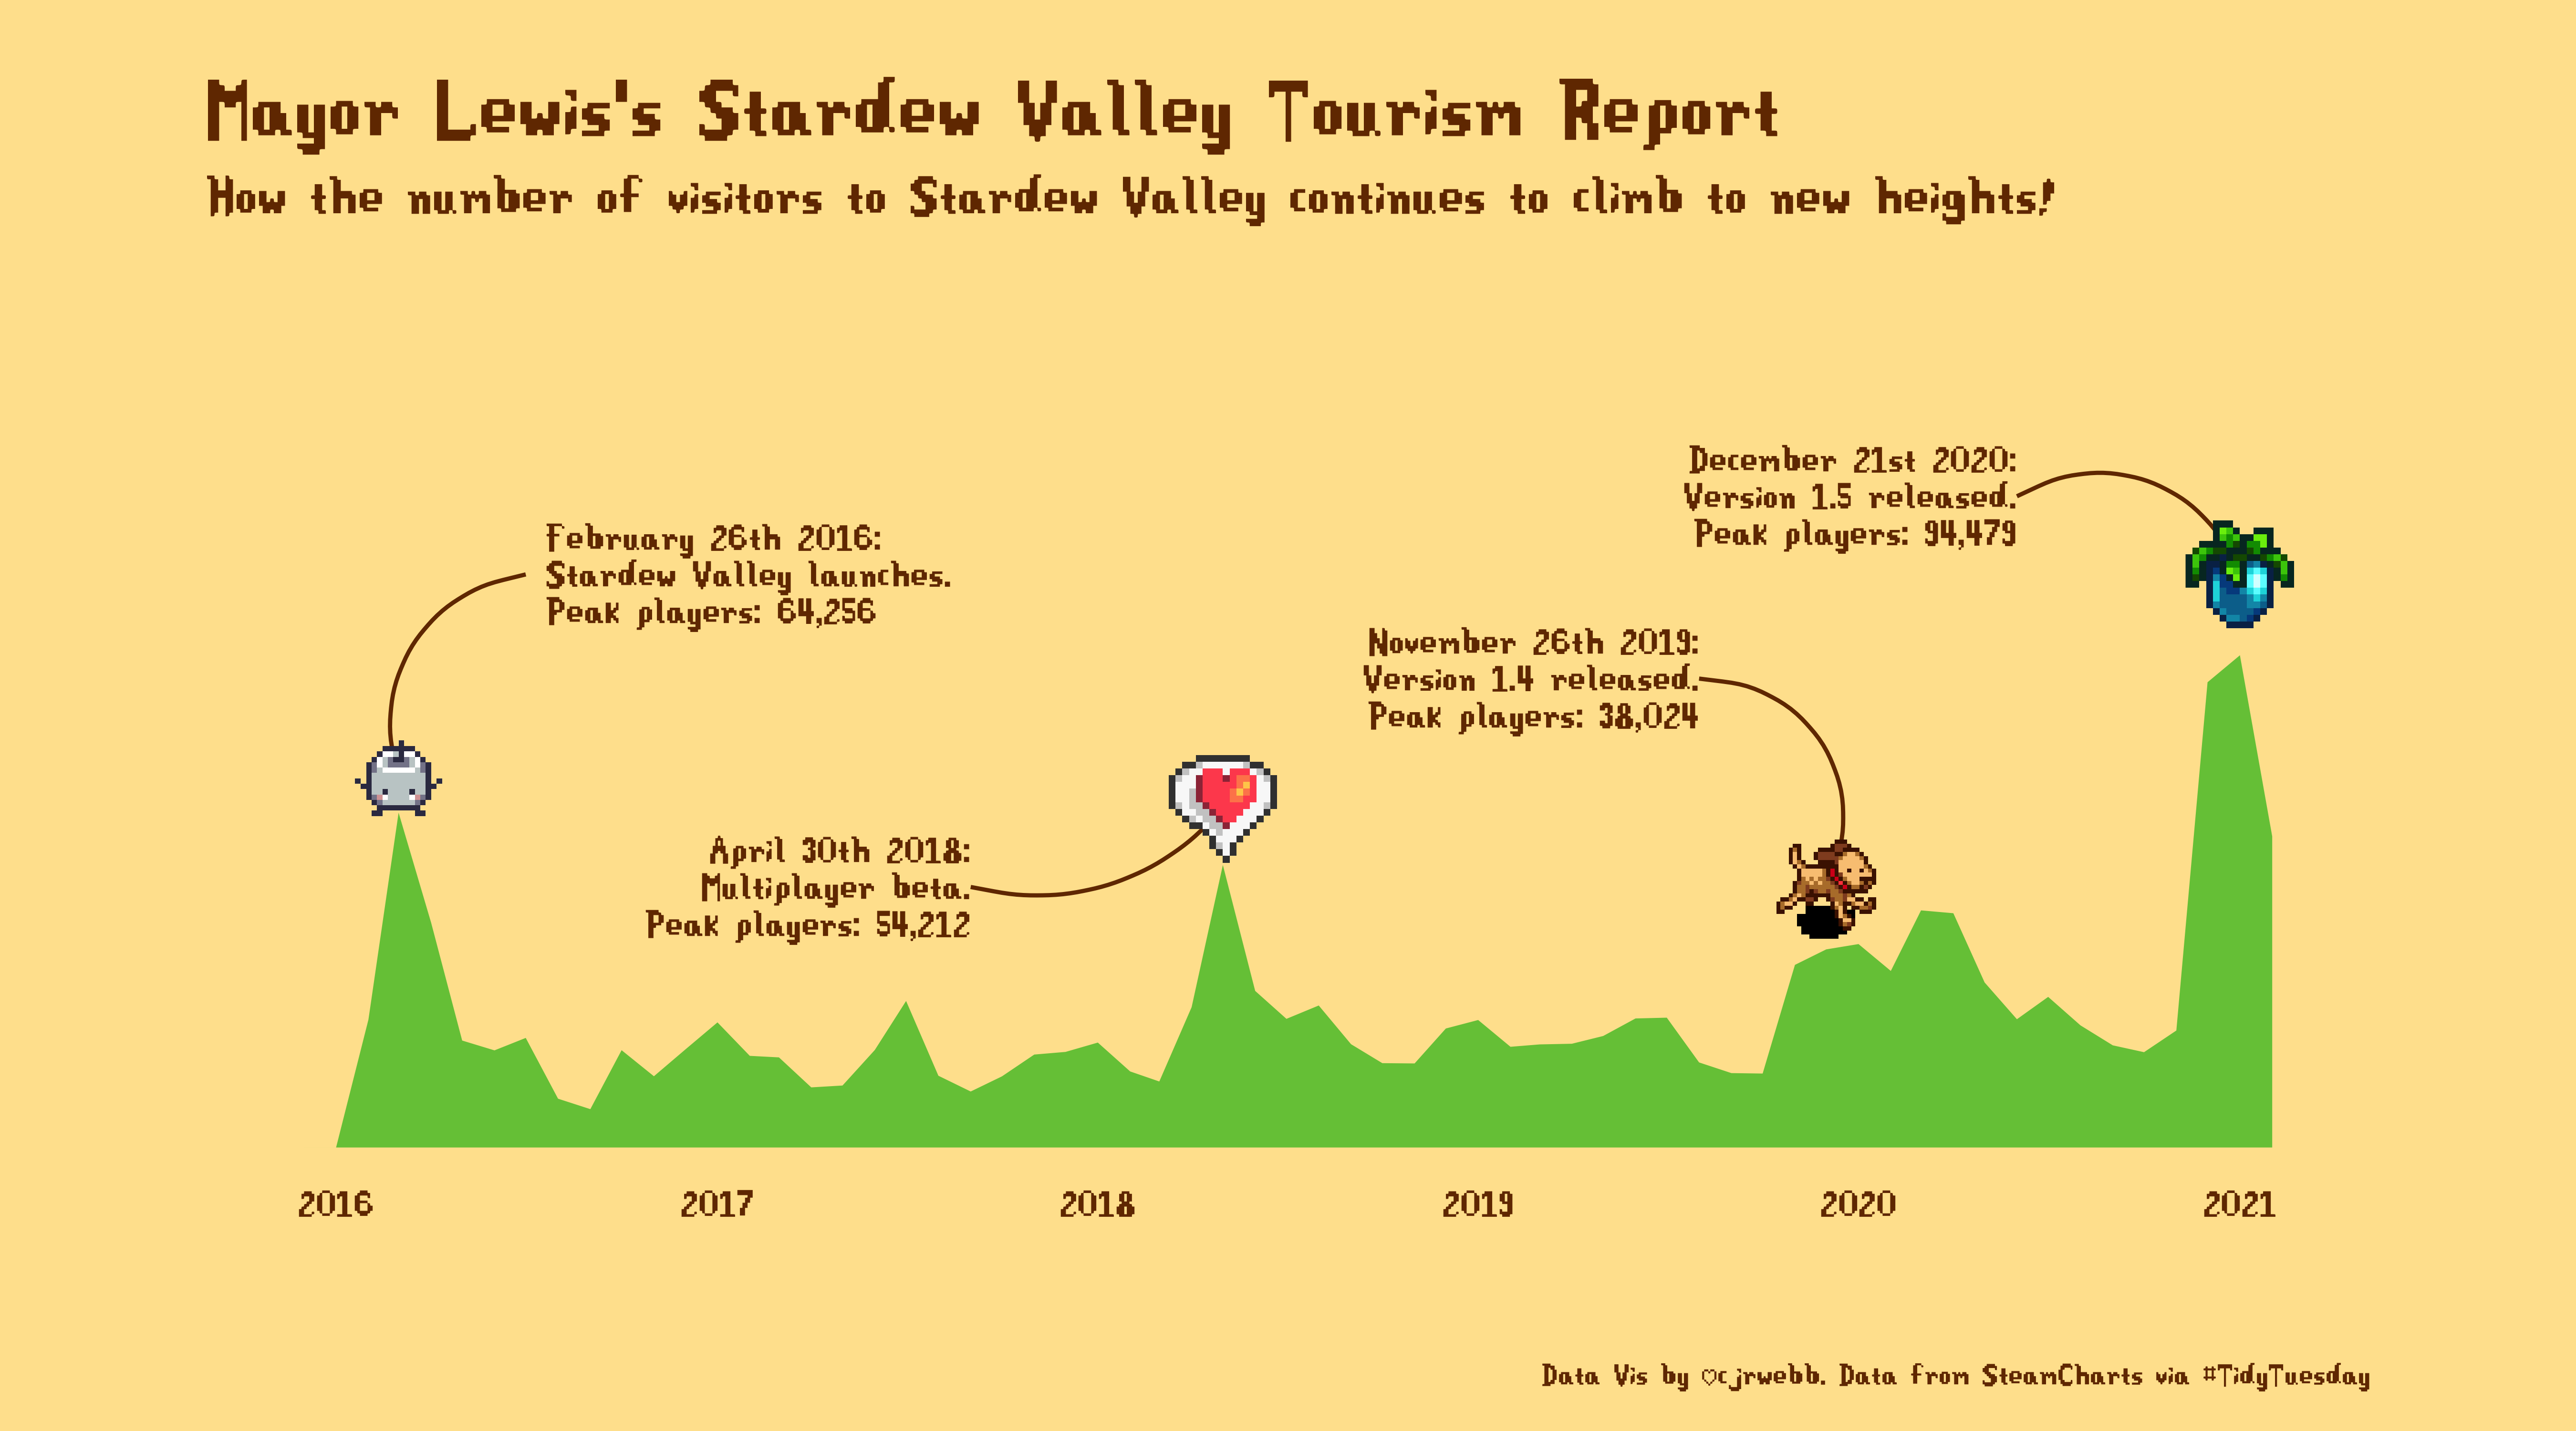 Mayor Lewis's Stardew Valley Tourism Report
How the number of visitors to Stardew Valley continues to climb to new heights!
February 26th 2016:
Stardew Valley launches.
Peak players: 64,256
April 30th 2018:
Multiplayer beta.
Peak players: 54,212
November 26th 2019:
Version 1.4 released.
Peak players: 38,024
December 21st 2020:
Version 1.5 released.
Peak players: 94,479
2016 2017 2018 2019 2020 2021
Data Vis by ♡cjrwebb. Data from SteamCharts via #TidyTuesday